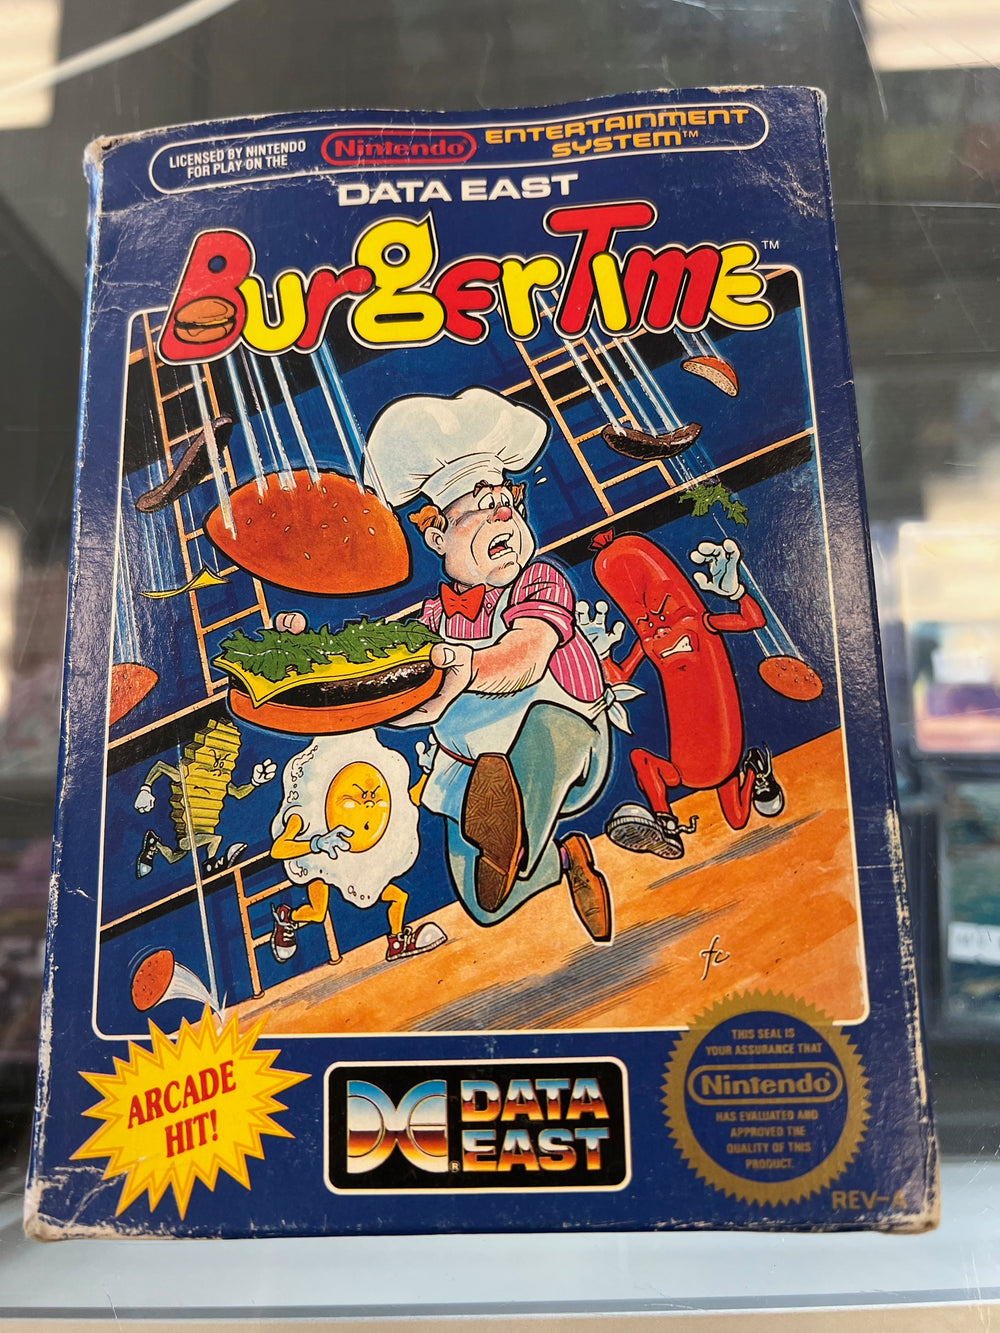 LICENSED BY NINTENDO
FOR PLAY ON THE
Nintendo
ENTERTAINMENT
SYSTEM™
DATA EAST
BurgerTime™
fc
ARCADE
HIT!
DATA
EAST
®
THIS SEAL IS
YOUR ASSURANCE THAT
Nintendo
HAS EVALUATED AND
APPROVED THE
QUALITY OF THIS
PRODUCT.
REV-A